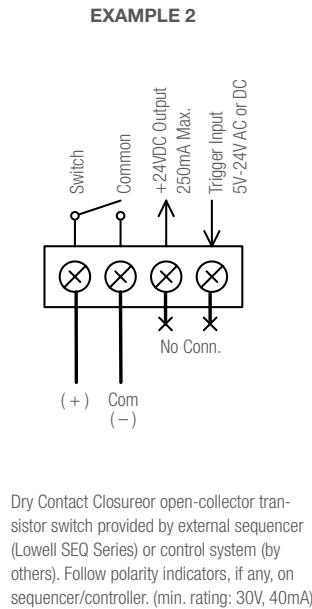 EXAMPLE 2
Switch
Common
+24VDC Output
250mA Max.
Trigger Input
5V-24V AC or DC
No Conn.
( + )
Com
( – )
Dry Contact Closureor open-collector tran-
sistor switch provided by external sequencer
(Lowell SEQ Series) or control system (by
others). Follow polarity indicators, if any, on
sequencer/controller. (min. rating: 30V, 40mA)